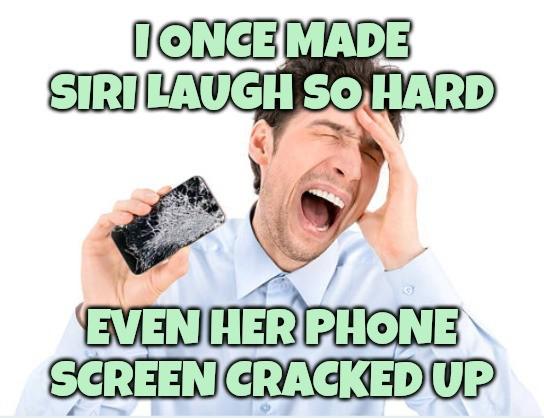 I ONCE MADE
SIRI LAUGH SO HARD
EVEN HER PHONE
SCREEN CRACKED UP